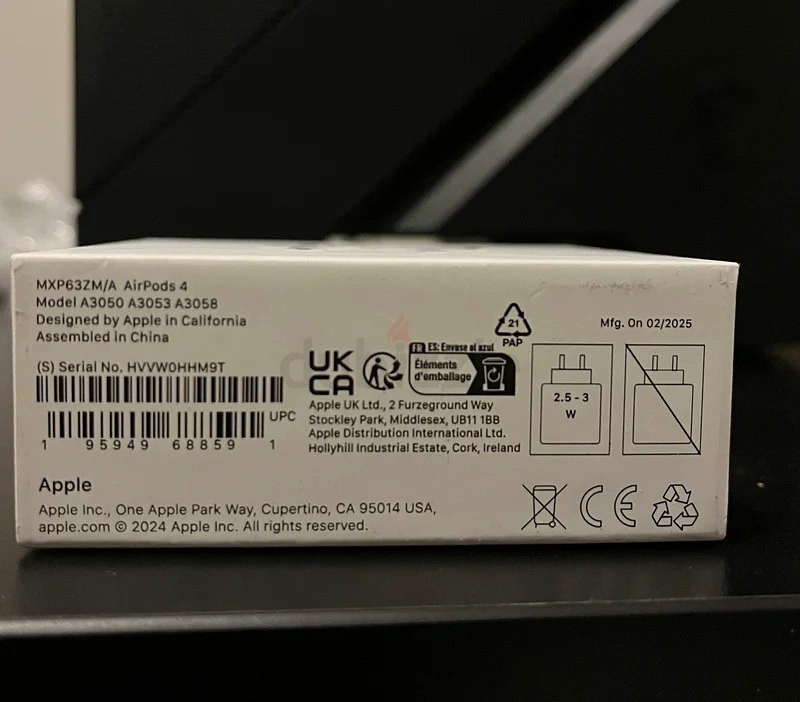 MXP63ZM/A AirPods 4
Model A3050 A3053 A3058
Designed by Apple in California
Assembled in China
(S) Serial No. HVVW0HHM9T
UPC
1 95949 68859 1
UK
CA
FR ES: Envase al azul
Éléments
d'emballage
21
PAP
Mfg. On 02/2025
2.5 - 3
W
Apple UK Ltd., 2 Furzeground Way
Stockley Park, Middlesex, UB11 1BB
Apple Distribution International Ltd.
Hollyhill Industrial Estate, Cork, Ireland
Apple
Apple Inc., One Apple Park Way, Cupertino, CA 95014 USA,
apple.com © 2024 Apple Inc. All rights reserved.
CE